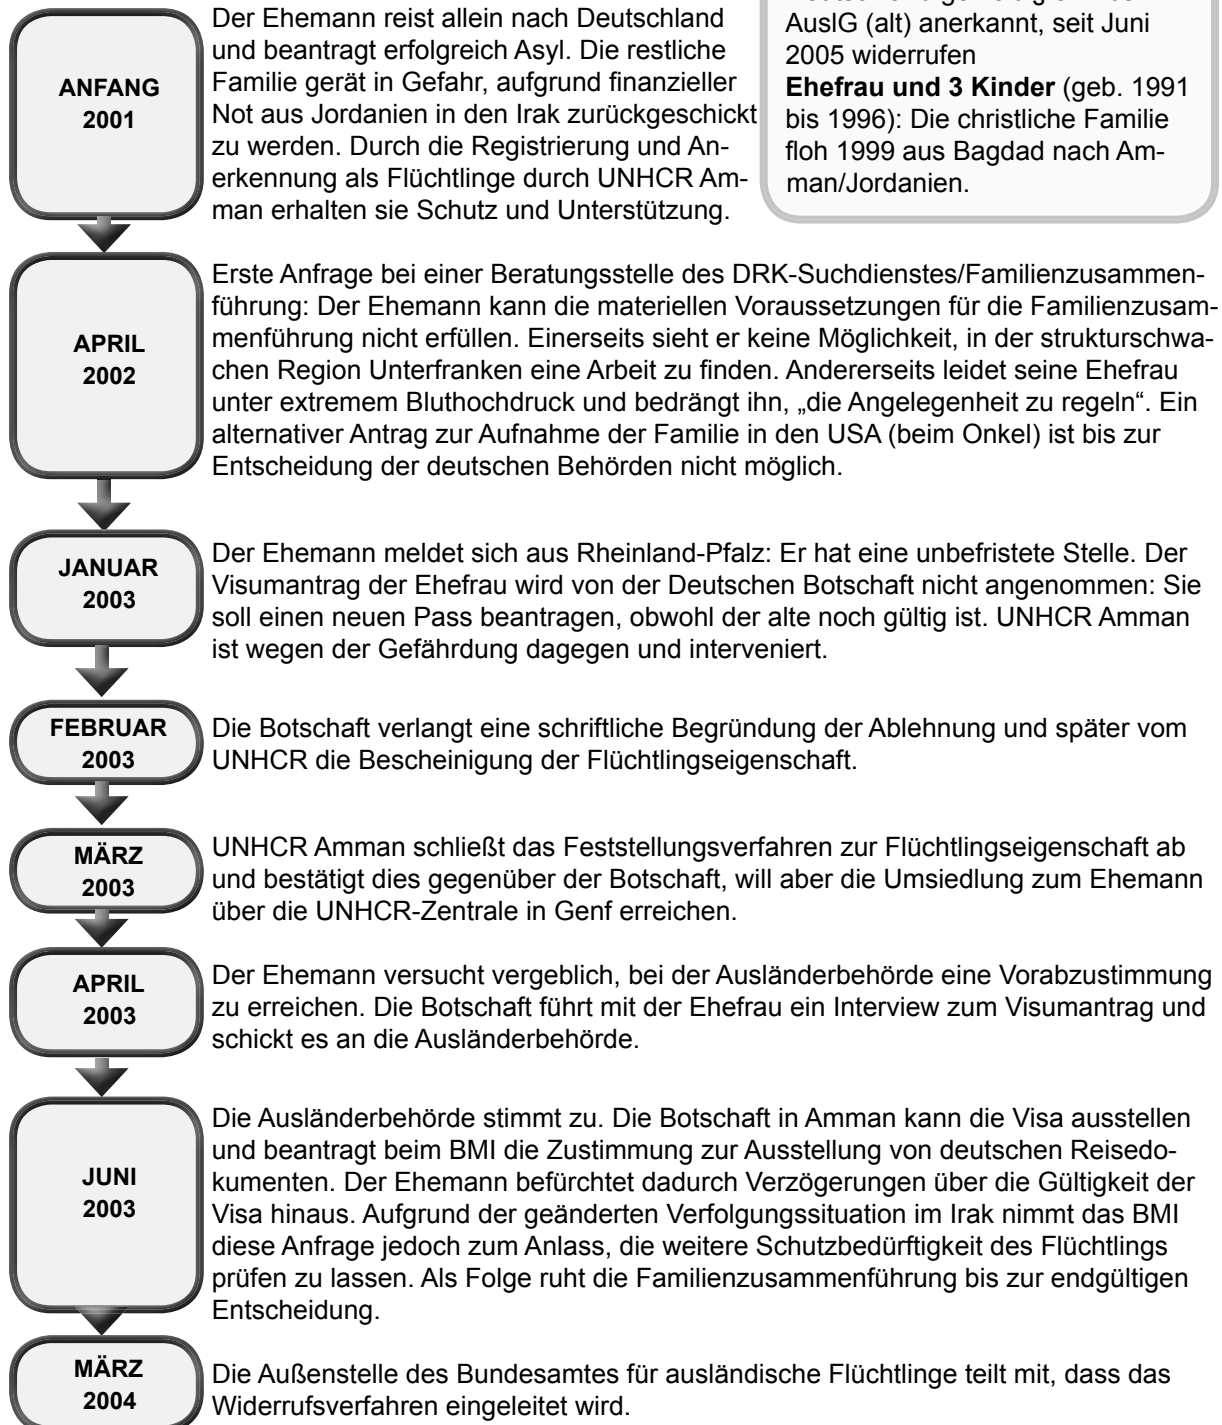 AuslG (alt) anerkannt, seit Juni
2005 widerrufen
Ehefrau und 3 Kinder (geb. 1991
bis 1996): Die christliche Familie
floh 1999 aus Bagdad nach Am-
man/Jordanien.
ANFANG
2001
Der Ehemann reist allein nach Deutschland
und beantragt erfolgreich Asyl. Die restliche
Familie gerät in Gefahr, aufgrund finanzieller
Not aus Jordanien in den Irak zurückgeschickt
zu werden. Durch die Registrierung und An-
erkennung als Flüchtlinge durch UNHCR Am-
man erhalten sie Schutz und Unterstützung.
APRIL
2002
Erste Anfrage bei einer Beratungsstelle des DRK-Suchdienstes/Familienzusammen-
führung: Der Ehemann kann die materiellen Voraussetzungen für die Familienzusam-
menführung nicht erfüllen. Einerseits sieht er keine Möglichkeit, in der strukturschwa-
chen Region Unterfranken eine Arbeit zu finden. Andererseits leidet seine Ehefrau
unter extremem Bluthochdruck und bedrängt ihn, „die Angelegenheit zu regeln“. Ein
alternativer Antrag zur Aufnahme der Familie in den USA (beim Onkel) ist bis zur
Entscheidung der deutschen Behörden nicht möglich.
JANUAR
2003
Der Ehemann meldet sich aus Rheinland-Pfalz: Er hat eine unbefristete Stelle. Der
Visumantrag der Ehefrau wird von der Deutschen Botschaft nicht angenommen: Sie
soll einen neuen Pass beantragen, obwohl der alte noch gültig ist. UNHCR Amman
ist wegen der Gefährdung dagegen und interveniert.
FEBRUAR
2003
Die Botschaft verlangt eine schriftliche Begründung der Ablehnung und später vom
UNHCR die Bescheinigung der Flüchtlingseigenschaft.
MÄRZ
2003
UNHCR Amman schließt das Feststellungsverfahren zur Flüchtlingseigenschaft ab
und bestätigt dies gegenüber der Botschaft, will aber die Umsiedlung zum Ehemann
über die UNHCR-Zentrale in Genf erreichen.
APRIL
2003
Der Ehemann versucht vergeblich, bei der Ausländerbehörde eine Vorabzustimmung
zu erreichen. Die Botschaft führt mit der Ehefrau ein Interview zum Visumantrag und
schickt es an die Ausländerbehörde.
JUNI
2003
Die Ausländerbehörde stimmt zu. Die Botschaft in Amman kann die Visa ausstellen
und beantragt beim BMI die Zustimmung zur Ausstellung von deutschen Reisedo-
kumenten. Der Ehemann befürchtet dadurch Verzögerungen über die Gültigkeit der
Visa hinaus. Aufgrund der geänderten Verfolgungssituation im Irak nimmt das BMI
diese Anfrage jedoch zum Anlass, die weitere Schutzbedürftigkeit des Flüchtlings
prüfen zu lassen. Als Folge ruht die Familienzusammenführung bis zur endgültigen
Entscheidung.
MÄRZ
2004
Die Außenstelle des Bundesamtes für ausländische Flüchtlinge teilt mit, dass das
Widerrufsverfahren eingeleitet wird.